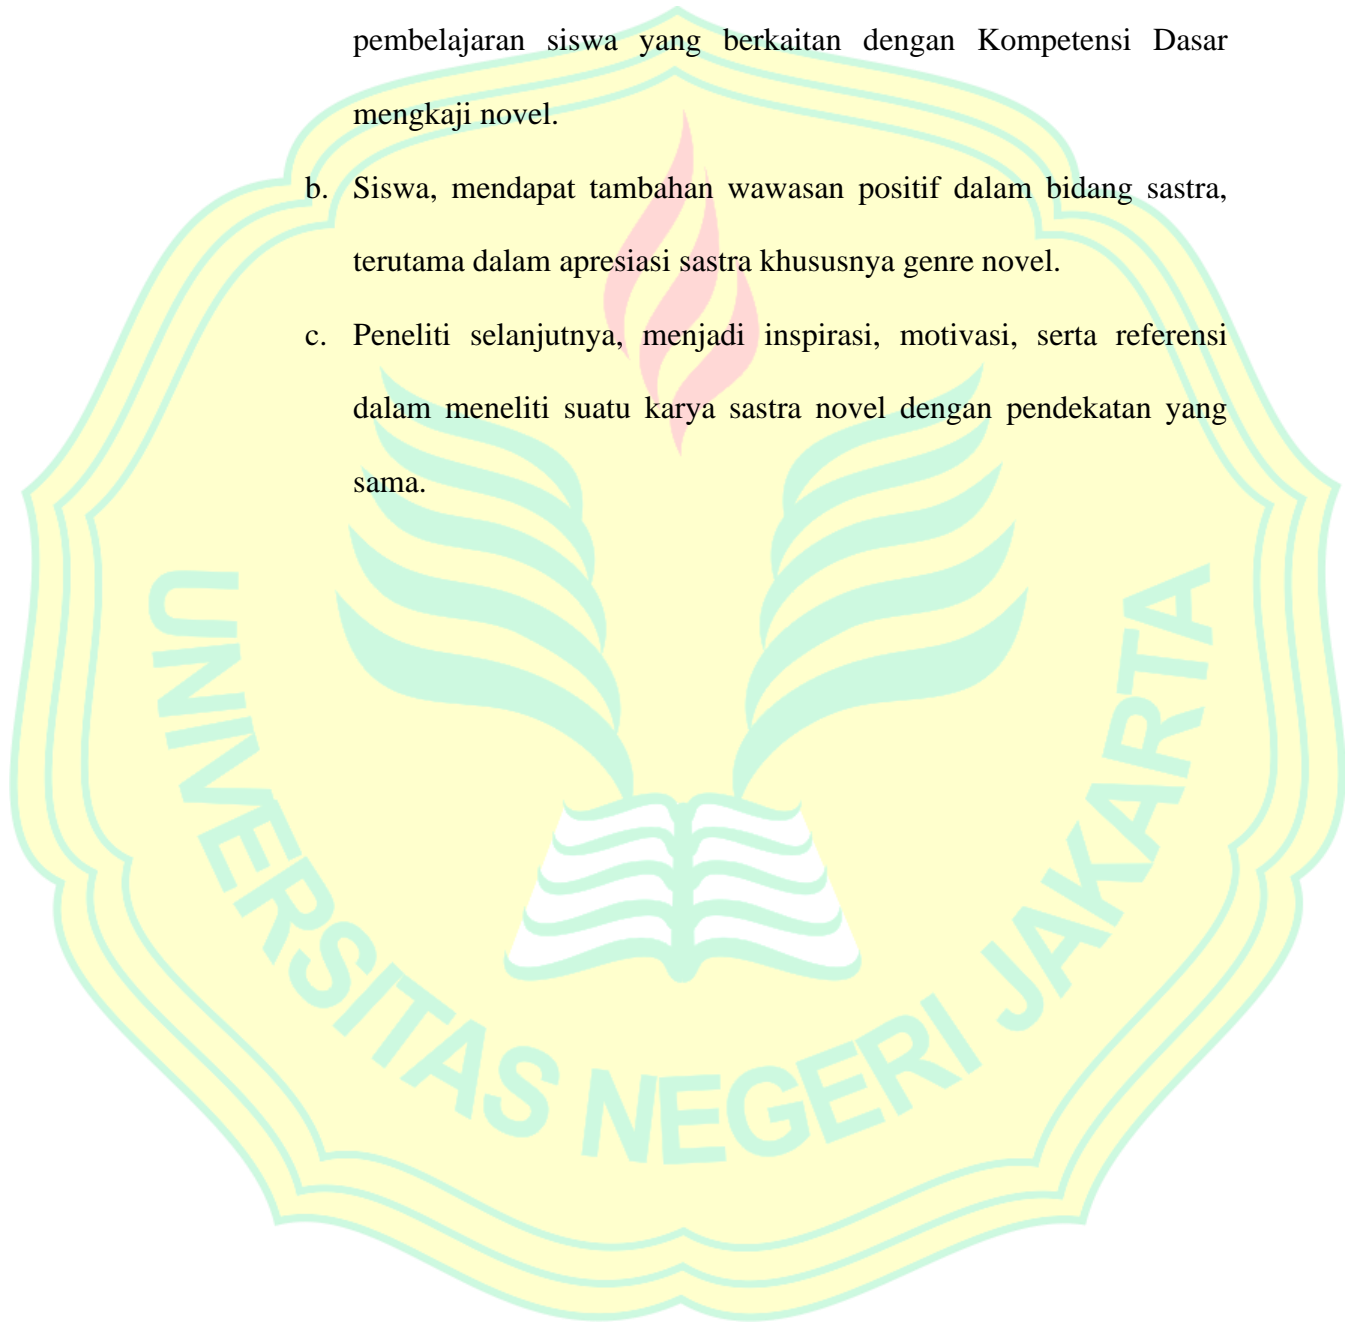 pembelajaran siswa yang berkaitan dengan Kompetensi Dasar
mengkaji novel.
b. Siswa, mendapat tambahan wawasan positif dalam bidang sastra,
terutama dalam apresiasi sastra khususnya genre novel.
c. Peneliti selanjutnya, menjadi inspirasi, motivasi, serta referensi
dalam meneliti suatu karya sastra novel dengan pendekatan yang
sama.
UNIVERSITAS NEGERI JAKARTA